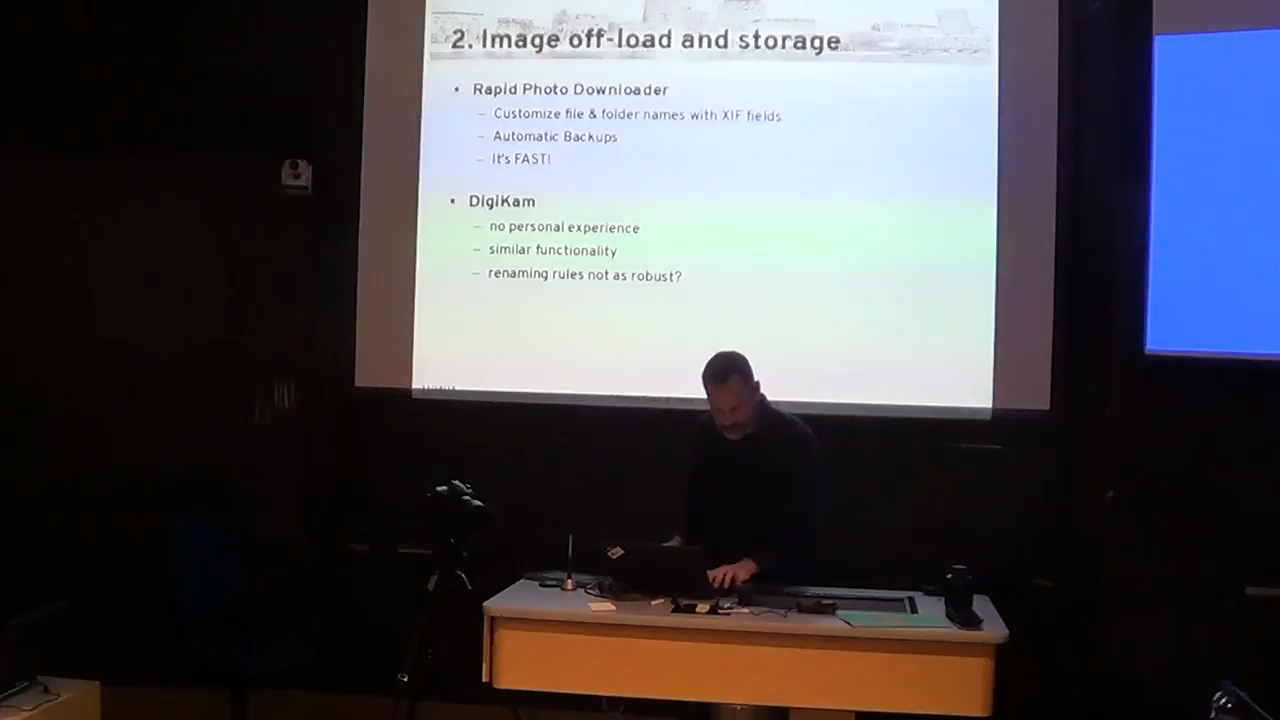 2. Image off-load and storage
• Rapid Photo Downloader
– Customize file & folder names with XIF fields
– Automatic Backups
– It's FAST!
• DigiKam
– no personal experience
– similar functionality
– renaming rules not as robust?